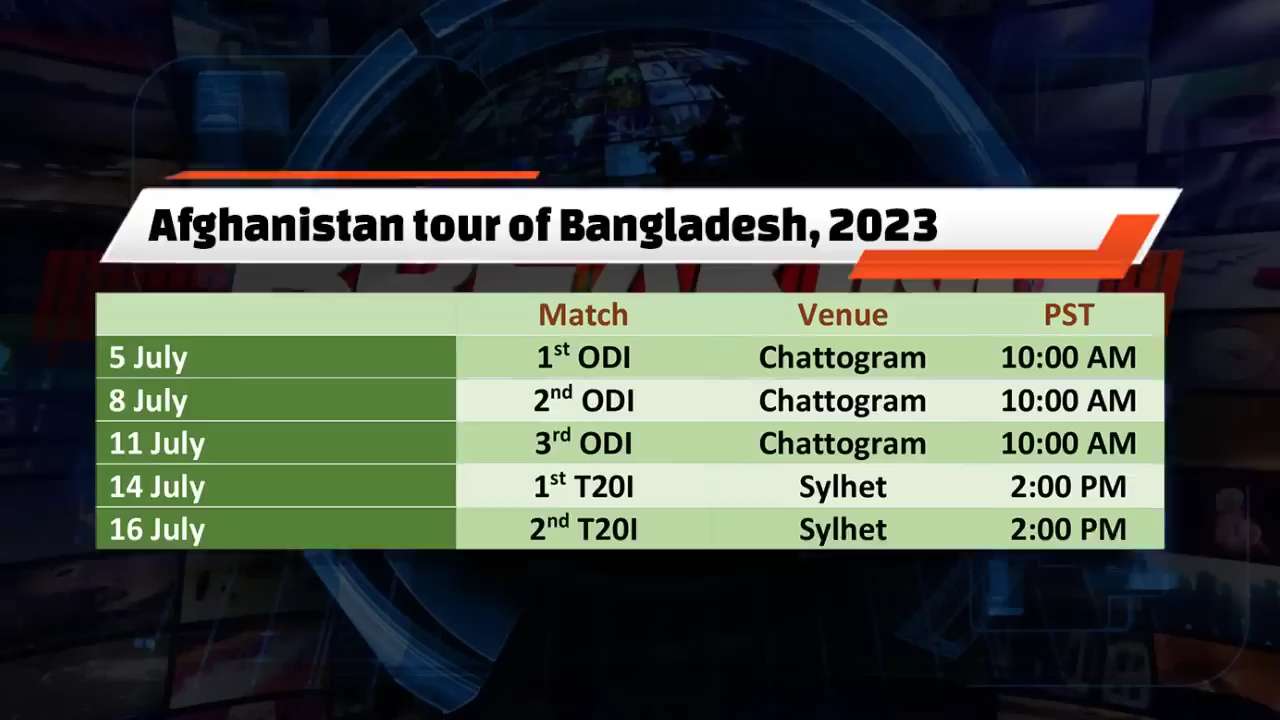 Afghanistan tour of Bangladesh, 2023
Match Venue PST
5 July 1st ODI Chattogram 10:00 AM
8 July 2nd ODI Chattogram 10:00 AM
11 July 3rd ODI Chattogram 10:00 AM
14 July 1st T20I Sylhet 2:00 PM
16 July 2nd T20I Sylhet 2:00 PM